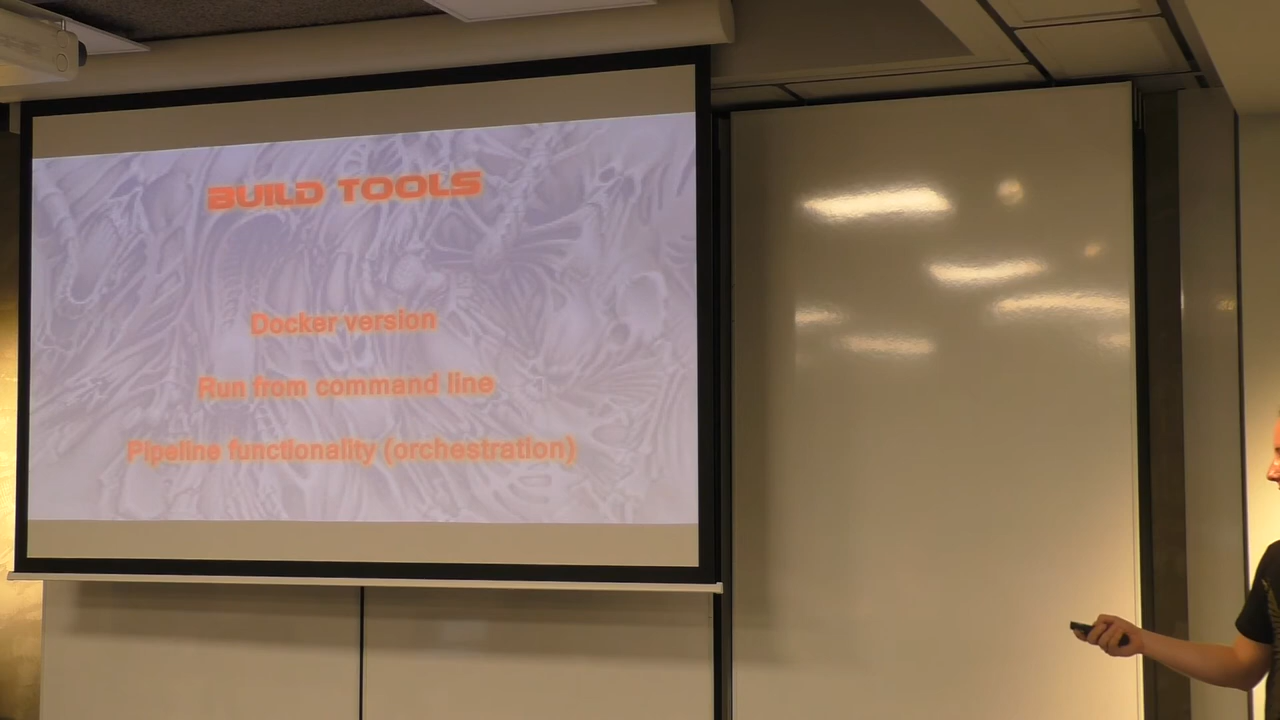 BUILD TOOLS
Docker version
Run from command line
Pipeline functionality (orchestration)